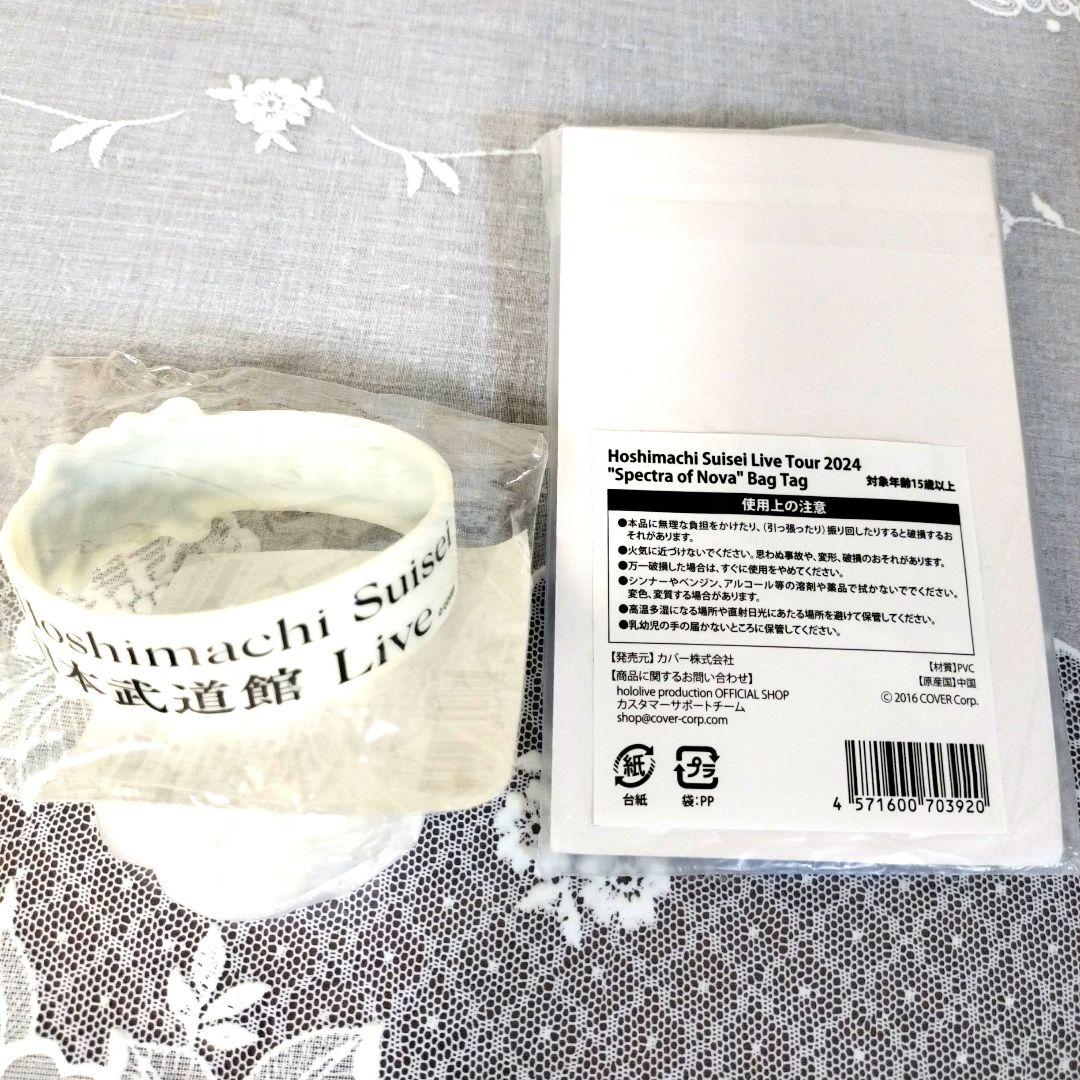 Hoshimachi Suisei
本武道館 Live
Hoshimachi Suisei Live Tour 2024
"Spectra of Nova" Bag Tag
対象年齢15歳以上
使用上の注意
●本品に無理な負担をかけたり、（引っ張ったり）振り回したりすると破損するお
それがあります。
●火気に近づけないでください。思わぬ事故や、変形、破損のおそれがあります。
●万一破損した場合は、すぐに使用をやめてください。
●シンナーやベンジン、アルコール等の溶剤や薬品で拭かないででください。
変色、変質する場合があります。
●高温多湿になる場所や直射日光にあたる場所を避けて保管してください。
●乳幼児の手の届かないところに保管してください。
【発売元】カバー株式会社
【商品に関するお問い合わせ】
hololive production OFFICIAL SHOP
カスタマーサポートチーム
shop@cover-corp.com
【材質】PVC
【原産国】中国
© 2016 COVER Corp.
紙
台紙
プラ
袋：PP
4 571600 703920